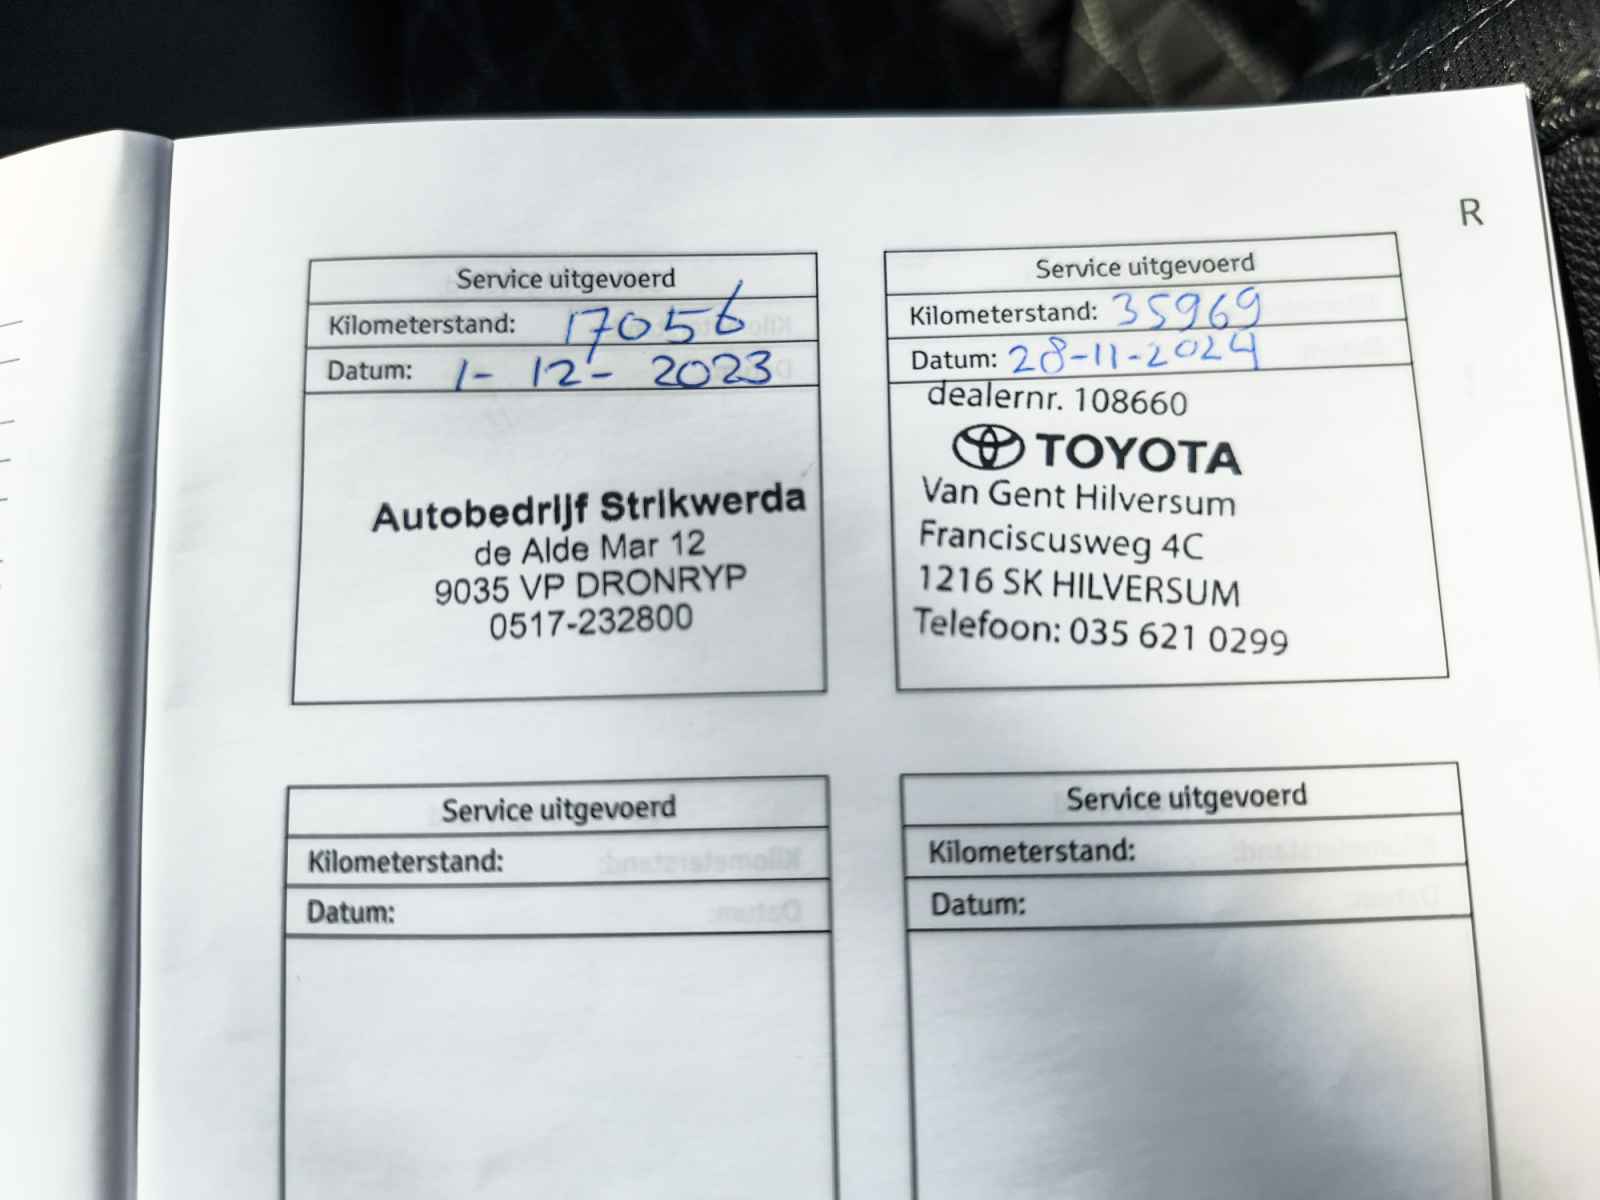 R
Service uitgevoerd
Kilometerstand: 17056
Datum: 1-12-2023
Autobedrijf Strikwerda
de Alde Mar 12
9035 VP DRONRYP
0517-232800
Service uitgevoerd
Kilometerstand: 35969
Datum: 28-11-2024
dealernr. 108660
TOYOTA
Van Gent Hilversum
Franciscusweg 4C
1216 SK HILVERSUM
Telefoon: 035 621 0299
Service uitgevoerd
Kilometerstand:
Datum:
Service uitgevoerd
Kilometerstand:
Datum: